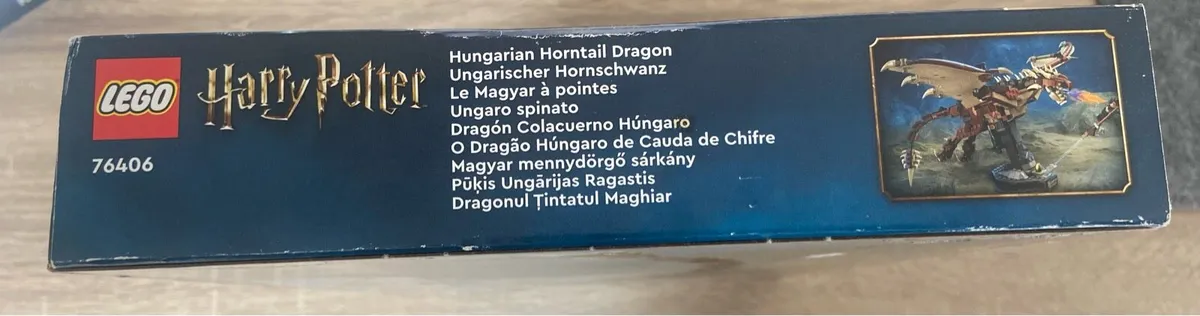 LEGO
Harry Potter
76406
Hungarian Horntail Dragon
Ungarischer Hornschwanz
Le Magyar à pointes
Ungaro spinato
Dragón Colacuerno Húngaro
O Dragão Húngaro de Cauda de Chifre
Magyar mennydörgő sárkány
Pūķis Ungārijas Ragastis
Dragonul Țintatul Maghiar